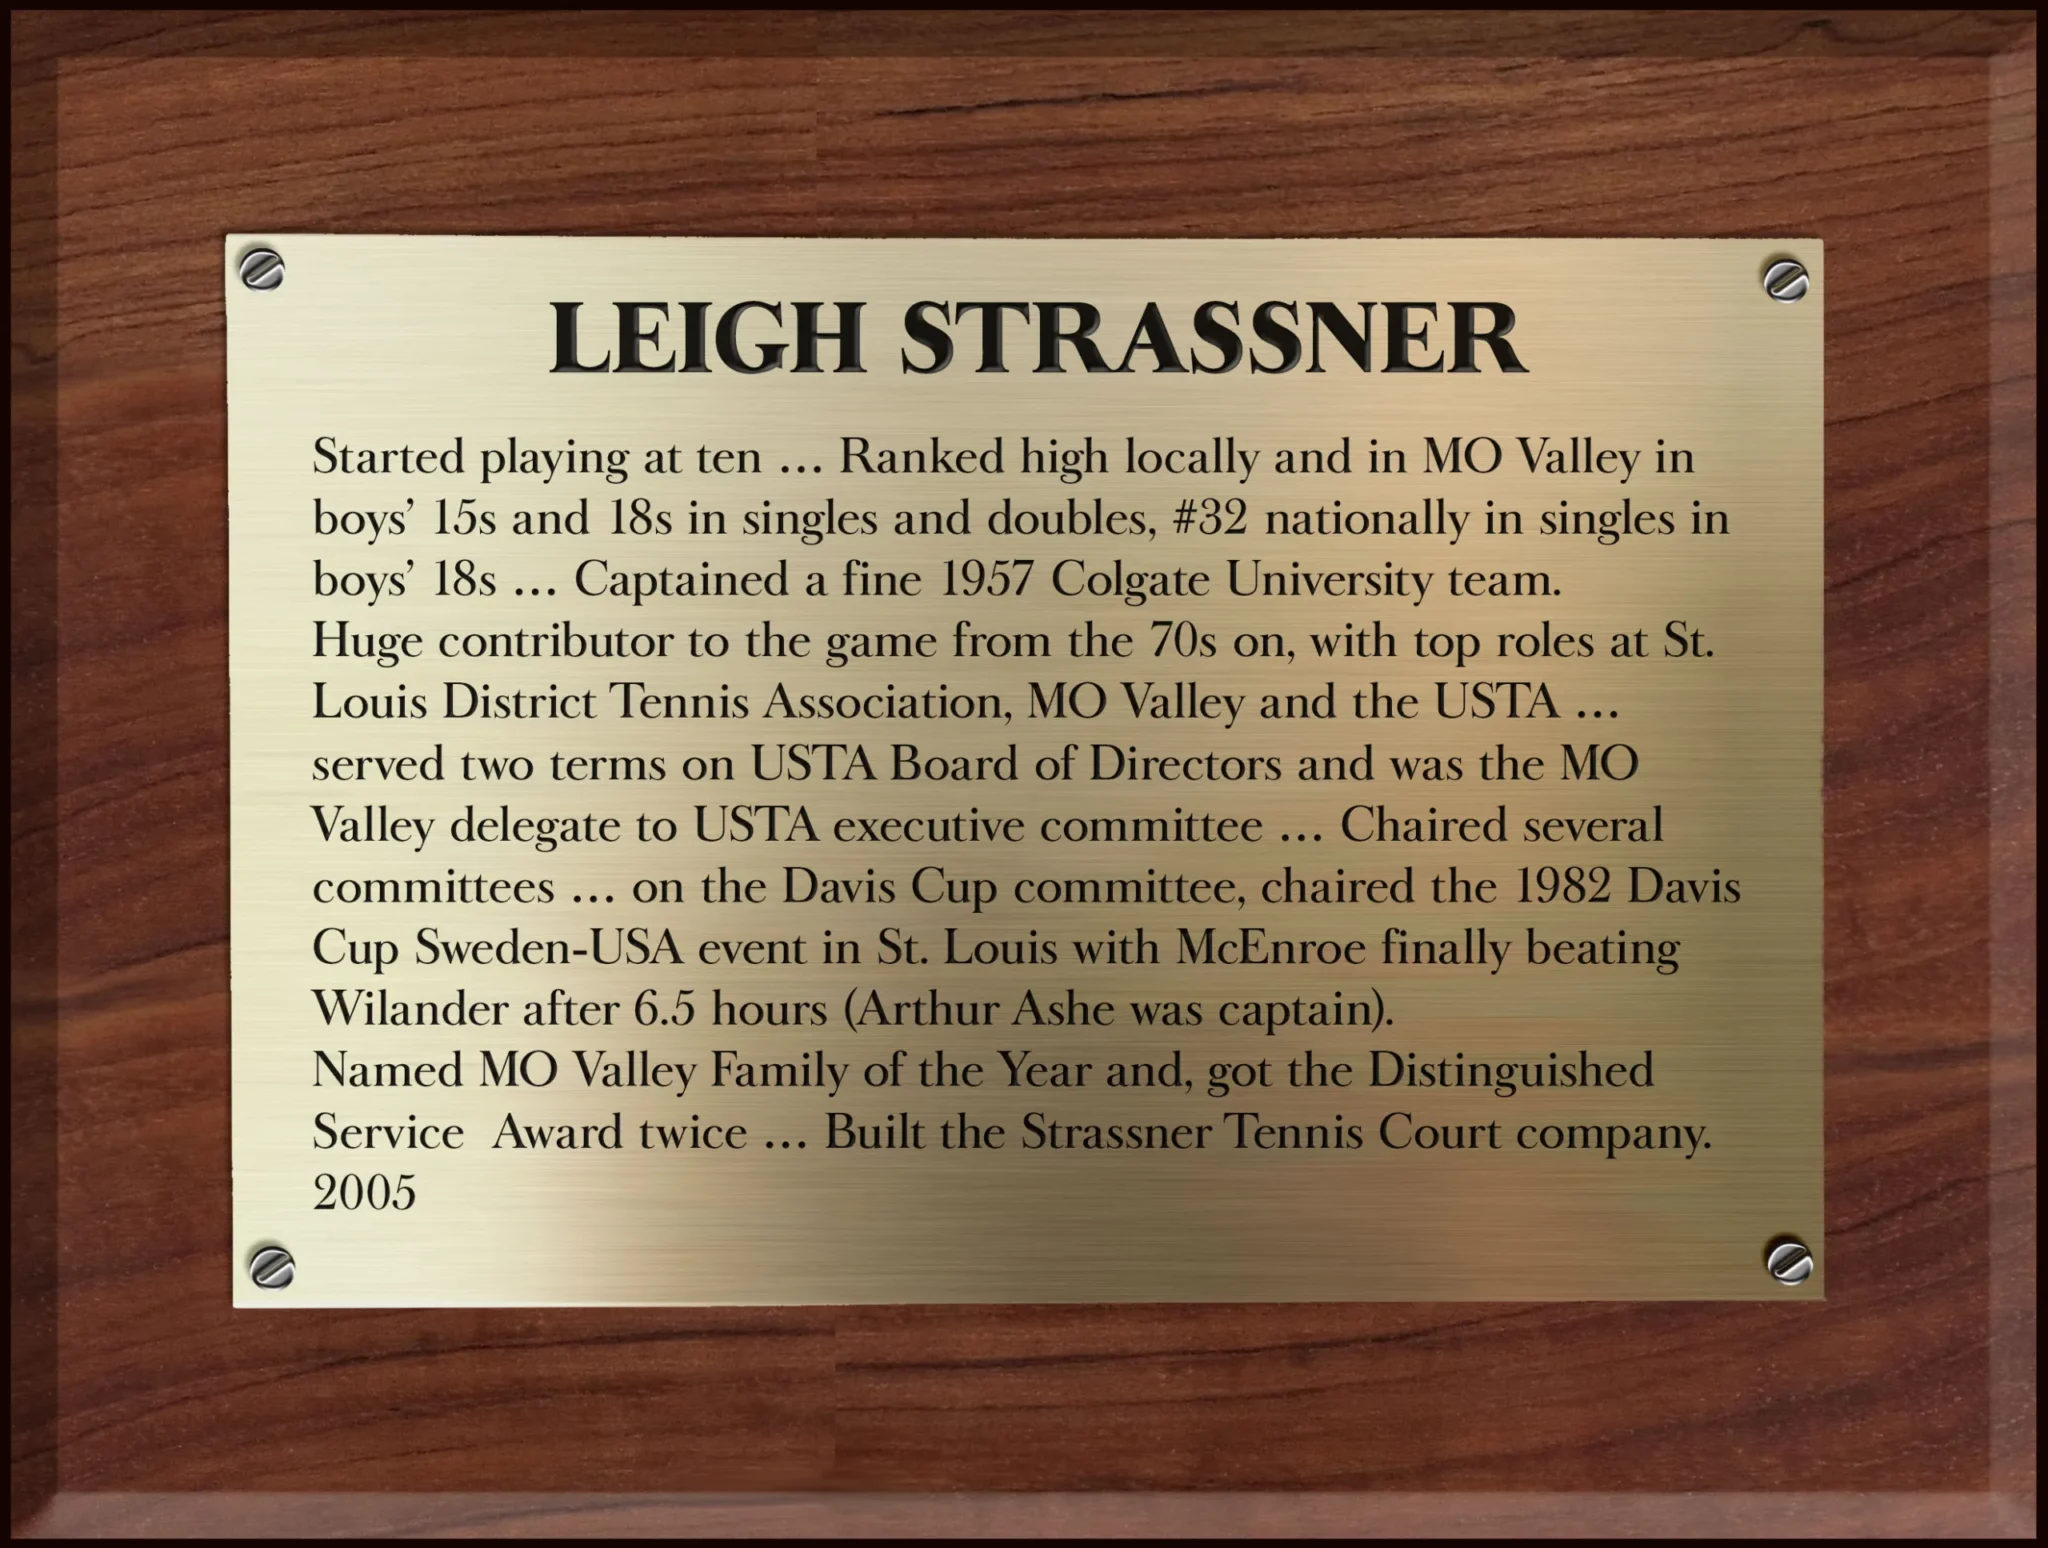 LEIGH STRASSNER
Started playing at ten … Ranked high locally and in MO Valley in
boys’ 15s and 18s in singles and doubles, #32 nationally in singles in
boys’ 18s … Captained a fine 1957 Colgate University team.
Huge contributor to the game from the 70s on, with top roles at St.
Louis District Tennis Association, MO Valley and the USTA …
served two terms on USTA Board of Directors and was the MO
Valley delegate to USTA executive committee … Chaired several
committees … on the Davis Cup committee, chaired the 1982 Davis
Cup Sweden-USA event in St. Louis with McEnroe finally beating
Wilander after 6.5 hours (Arthur Ashe was captain).
Named MO Valley Family of the Year and, got the Distinguished
Service  Award twice … Built the Strassner Tennis Court company.
2005